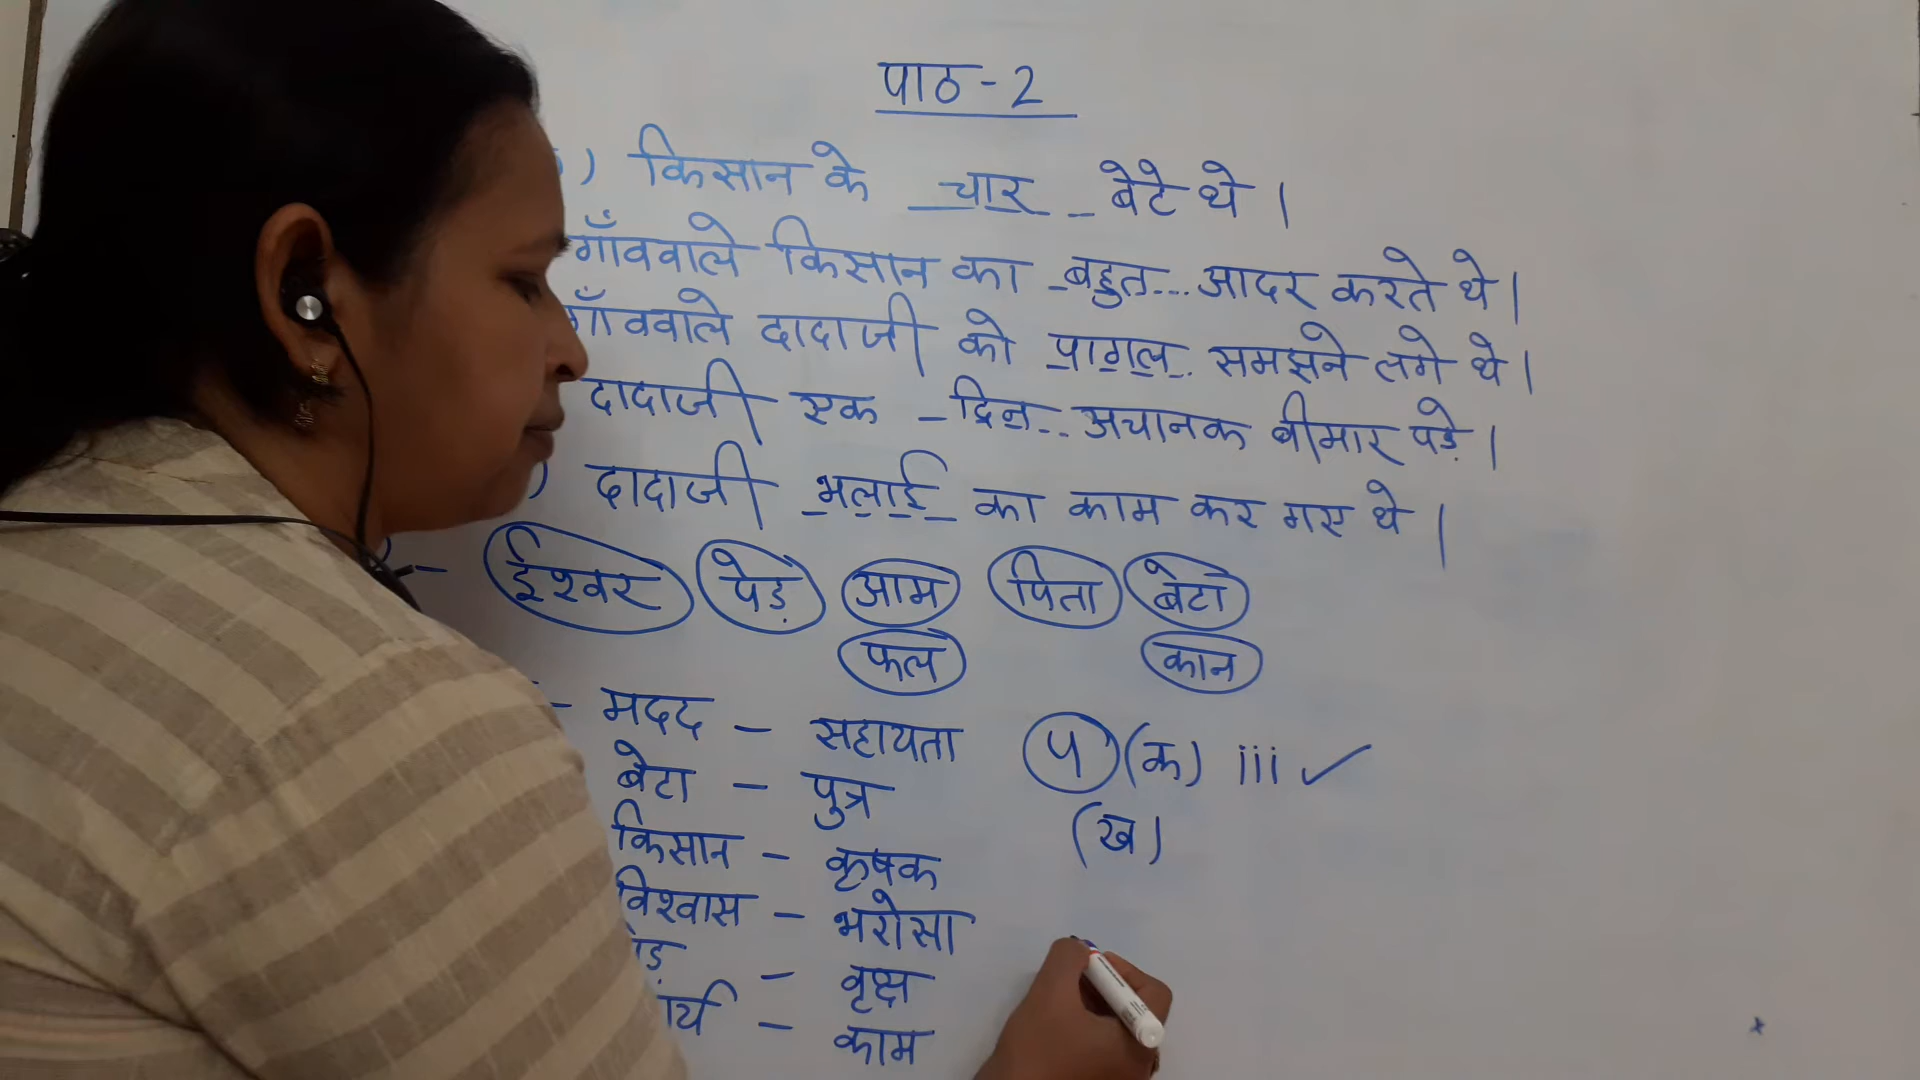 पाठ - 2
) किसान के चार बेटे थे ।
गाँववाले किसान का बहुत आदर करते थे ।
गाँववाले दादाजी को पागल समझने लगे थे ।
दादाजी एक दिन अचानक बीमार पड़े ।
) दादाजी भलाई का काम कर गए थे ।
- ईश्वर पेड़ आम पिता बेटा
फल कान
- मदद - सहायता
बेटा - पुत्र
किसान - कृषक
विश्वास - भरोसा
- वृक्ष
- काम
(क) iii ✓
(ख)